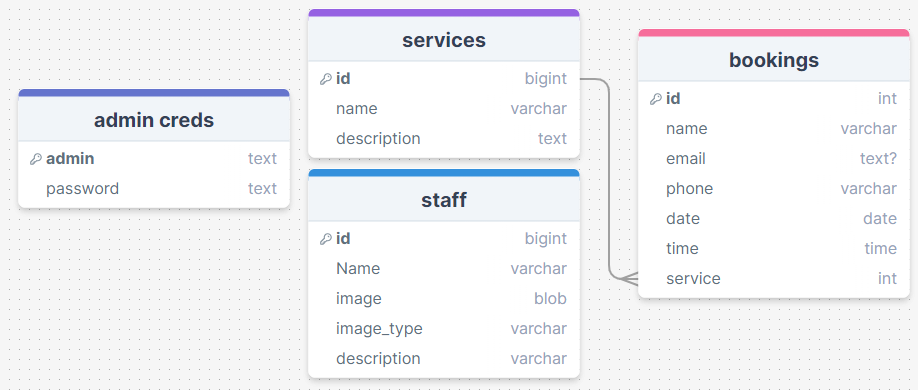 admin creds
admin text
password text
services
id bigint
name varchar
description text
staff
id bigint
Name varchar
image blob
image_type varchar
description varchar
bookings
id int
name varchar
email text?
phone varchar
date date
time time
service int